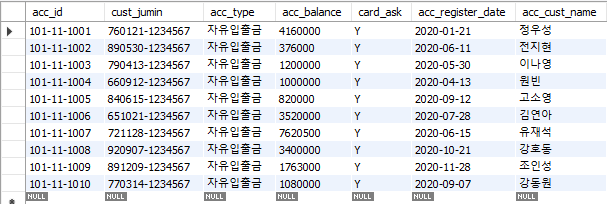 acc_id cust_jumin acc_type acc_balance card_ask acc_register_date acc_cust_name
101-11-1001 760121-1234567 자유입출금 4160000 Y 2020-01-21 정우성
101-11-1002 890530-1234567 자유입출금 376000 Y 2020-06-11 전지현
101-11-1003 790413-1234567 자유입출금 1200000 Y 2020-05-30 이나영
101-11-1004 660912-1234567 자유입출금 1000000 Y 2020-04-13 원빈
101-11-1005 840615-1234567 자유입출금 820000 Y 2020-09-12 고소영
101-11-1006 651021-1234567 자유입출금 3520000 Y 2020-07-28 김연아
101-11-1007 721128-1234567 자유입출금 7620500 Y 2020-06-15 유재석
101-11-1008 920907-1234567 자유입출금 3400000 Y 2020-10-21 강호동
101-11-1009 891209-1234567 자유입출금 1763000 Y 2020-11-28 조인성
101-11-1010 770314-1234567 자유입출금 1080000 Y 2020-09-07 강동원
NULL NULL NULL NULL NULL NULL NULL